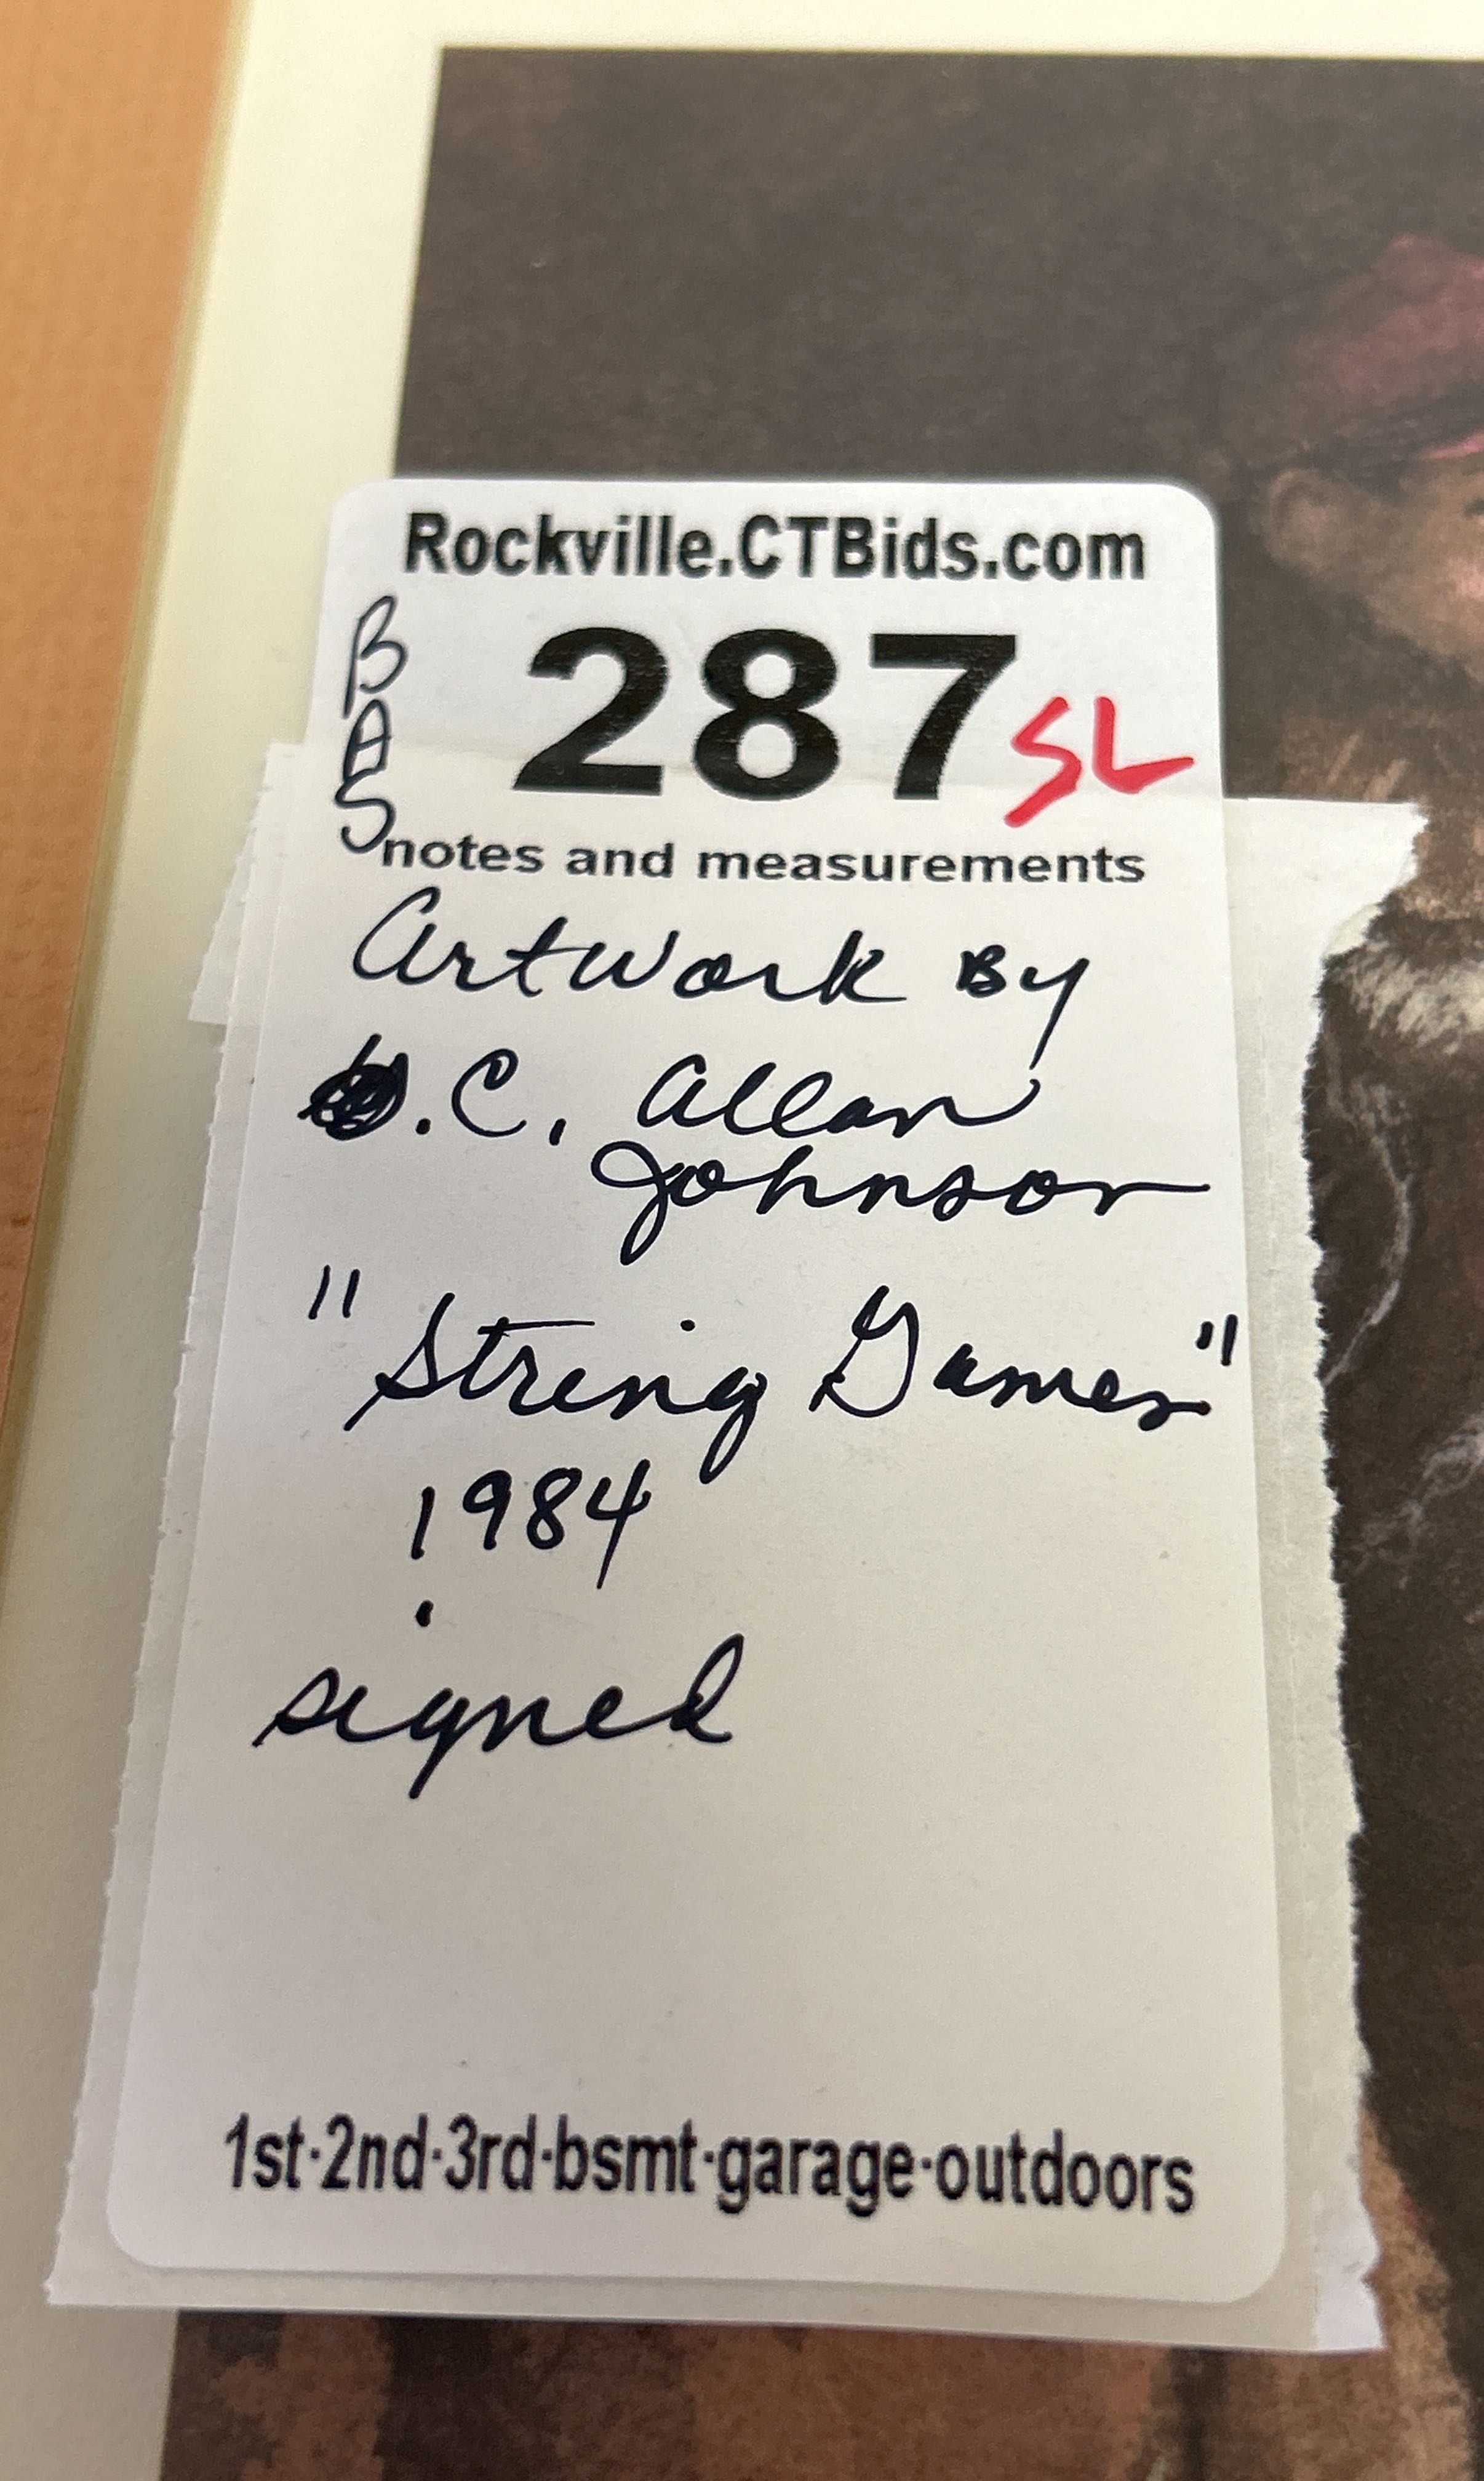 Rockville.CTBids.com
BAS
287 SL
notes and measurements
Artwork By
.C. Allan
Johnson
"String Games"
1984
signed
1st·2nd·3rd·bsmt·garage·outdoors